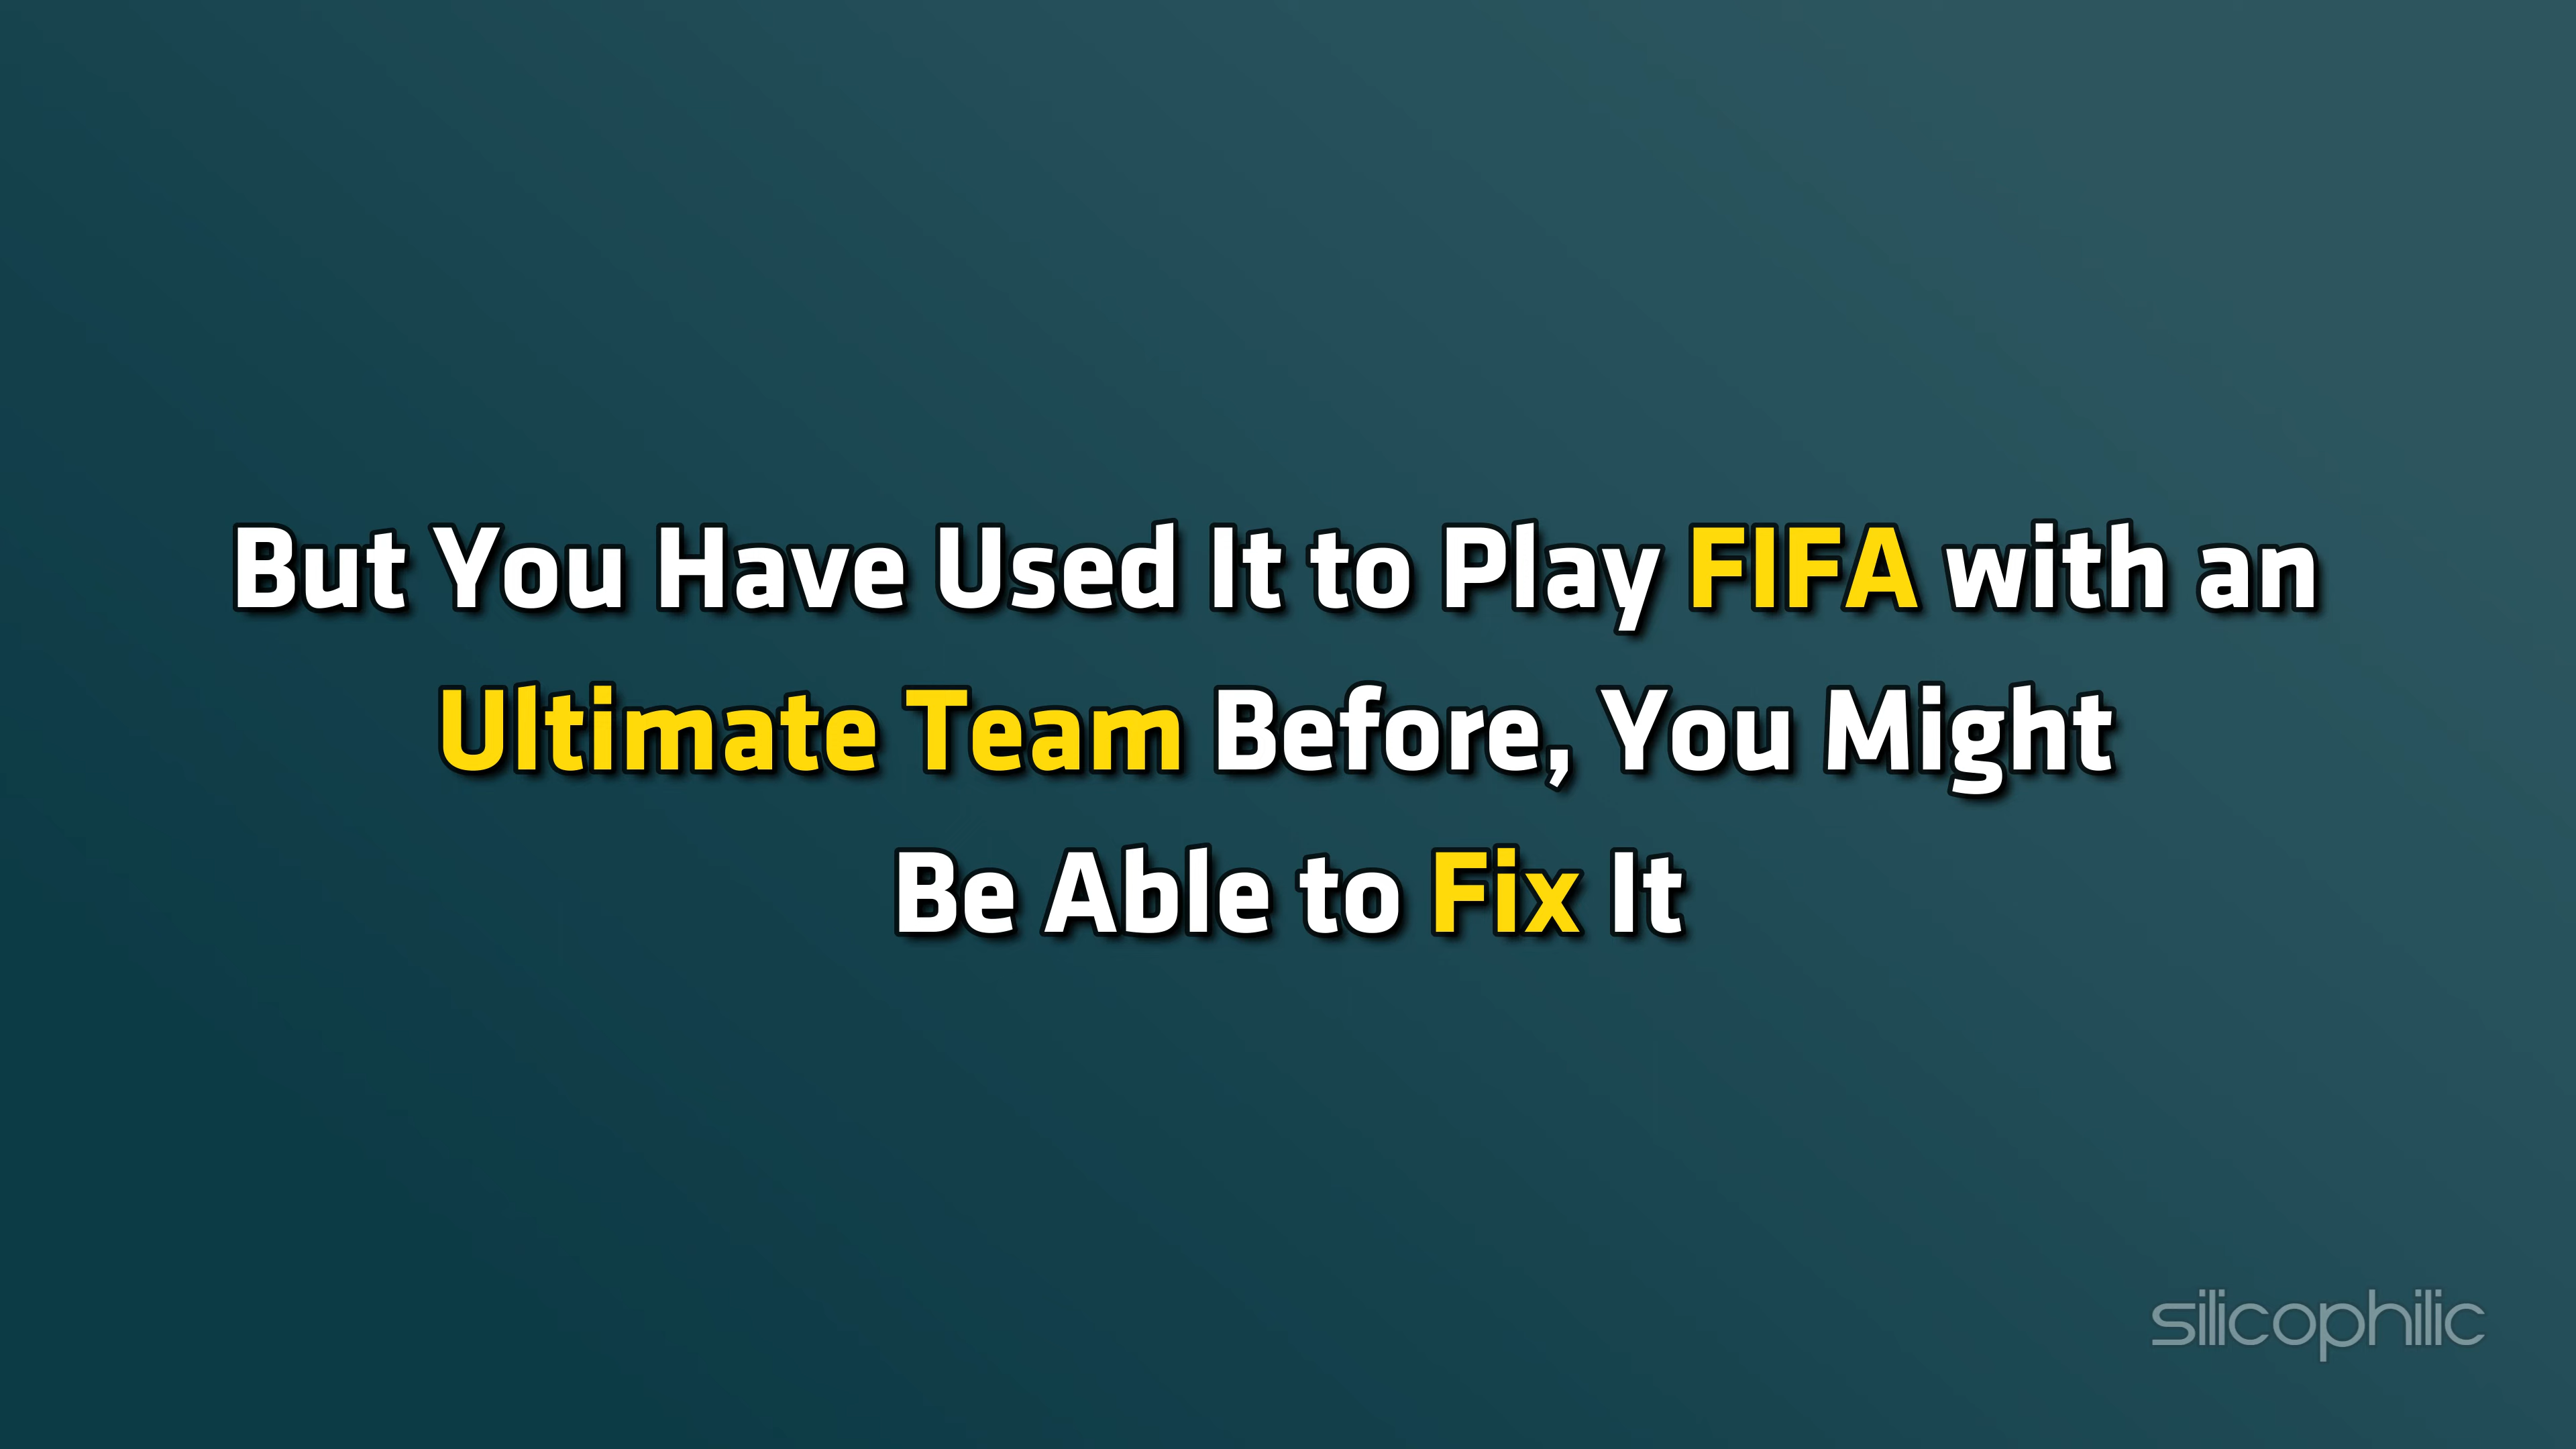 But You Have Used It to Play FIFA with an
Ultimate Team Before, You Might
Be Able to Fix It
silicophilic